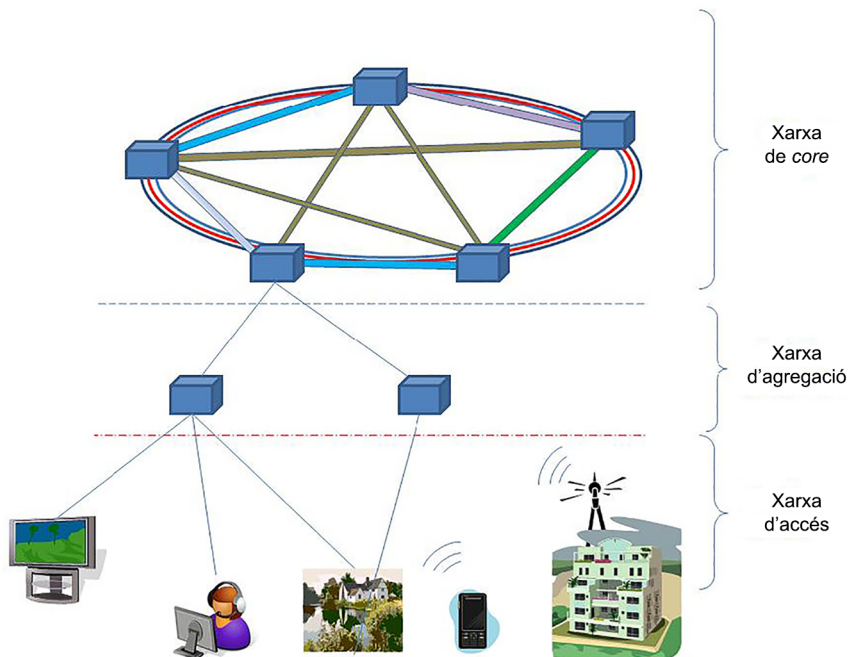 Xarxa
de core
Xarxa
d’agregació
Xarxa
d’accés